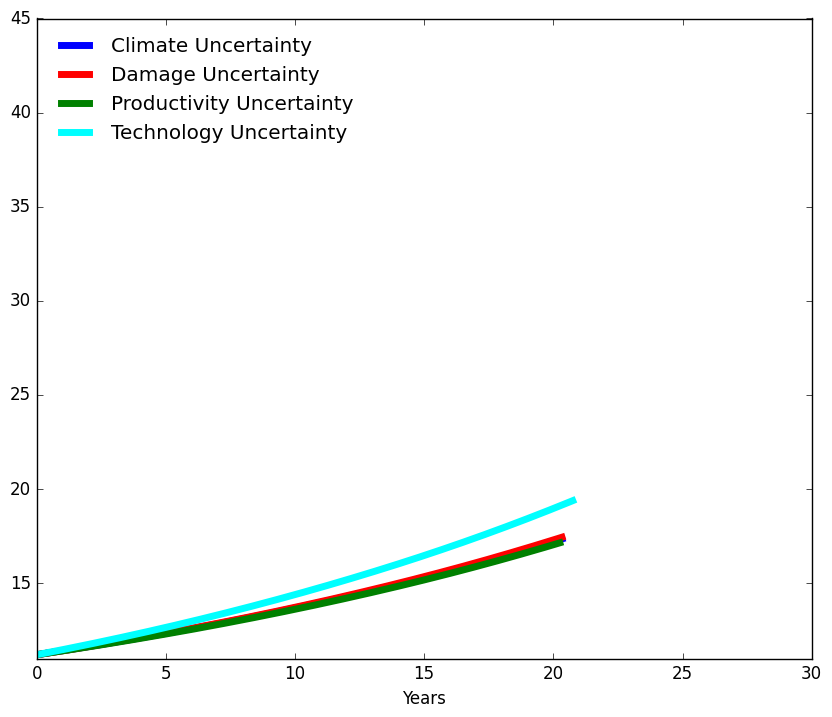 45
40
35
30
25
20
15
Climate Uncertainty
Damage Uncertainty
Productivity Uncertainty
Technology Uncertainty
0 5 10 15 20 25 30
Years